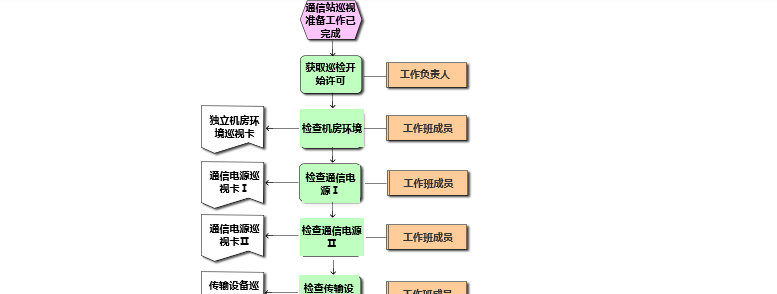 通信站巡视
准备工作已
完成
获取巡检开
始许可
工作负责人
独立机房环
境巡视卡
检查机房环境
工作班成员
通信电源巡
视卡Ⅰ
检查通信电
源Ⅰ
工作班成员
通信电源巡
视卡Ⅱ
检查通信电源
Ⅱ
工作班成员
传输设备巡
检查传输设
工作班成员